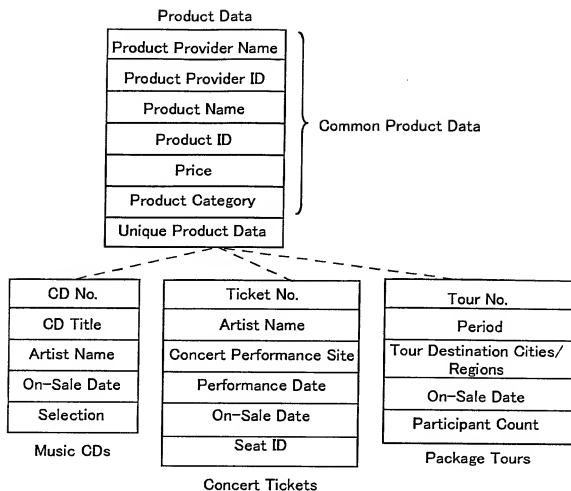 Product Data
Product Provider Name
Product Provider ID
Product Name
Product ID
Price
Product Category
Unique Product Data
Common Product Data
CD No.
CD Title
Artist Name
On-Sale Date
Selection
Music CDs
Ticket No.
Artist Name
Concert Performance Site
Performance Date
On-Sale Date
Seat ID
Concert Tickets
Tour No.
Period
Tour Destination Cities/
Regions
On-Sale Date
Participant Count
Package Tours